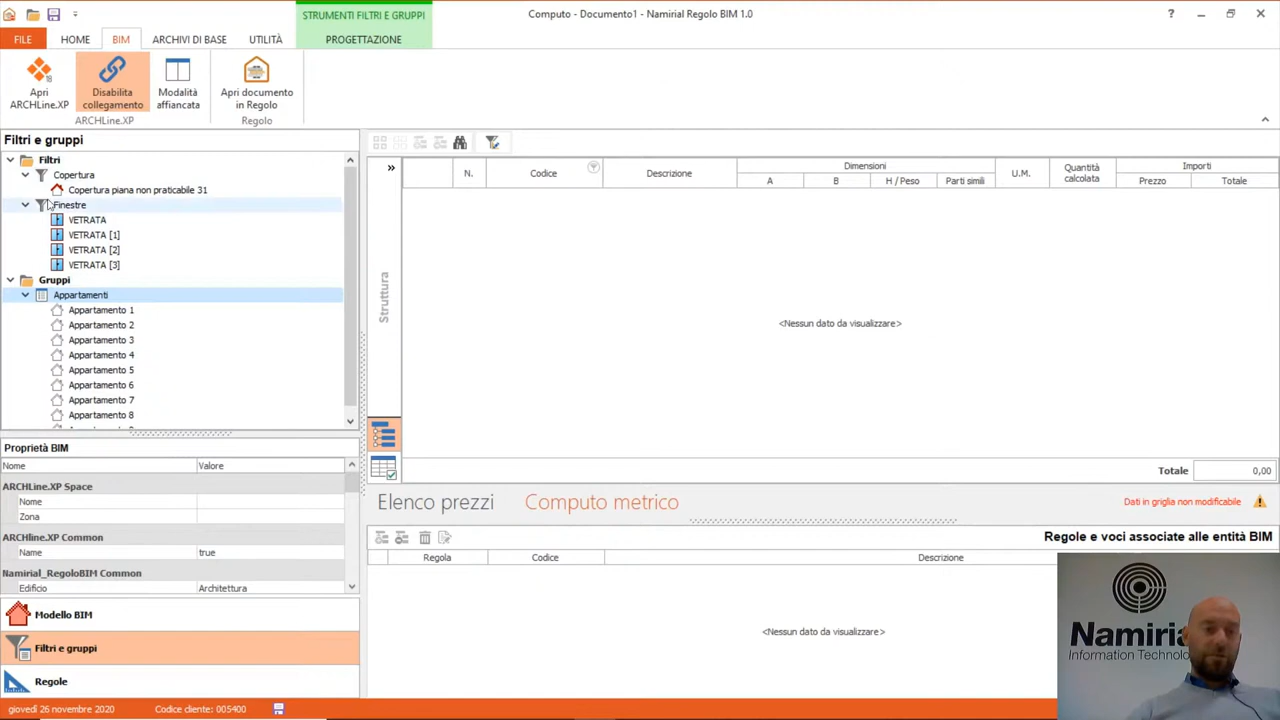 STRUMENTI FILTRI E GRUPPI
Computo - Documento1 - Namirial Regolo BIM 1.0
FILE
HOME
BIM
ARCHIVI DI BASE
UTILITÀ
PROGETTAZIONE
Apri
ARCHLine.XP
Disabilita
collegamento
Modalità
affiancata
Apri documento
in Regolo
ARCHLine.XP
Regolo
Filtri e gruppi
Filtri
Copertura
Copertura piana non praticabile 31
Finestre
VETRATA
VETRATA [1]
VETRATA [2]
VETRATA [3]
Gruppi
Appartamenti
Appartamento 1
Appartamento 2
Appartamento 3
Appartamento 4
Appartamento 5
Appartamento 6
Appartamento 7
Appartamento 8
Proprietà BIM
Nome Valore
ARCHLine.XP Space
Nome
Zona
ARCHline.XP Common
Name true
Namirial_RegoloBIM Common
Edificio Architettura
Modello BIM
Filtri e gruppi
Regole
N.
Codice
Descrizione
Dimensioni
A
B
H / Peso
Parti simili
U.M.
Quantità
calcolata
Importi
Prezzo
Totale
Struttura
<Nessun dato da visualizzare>
Totale 0,00
Elenco prezzi
Computo metrico
Dati in griglia non modificabile
Regole e voci associate alle entità BIM
Regola
Codice
Descrizione
<Nessun dato da visualizzare>
Information
giovedì 26 novembre 2020
Codice cliente: 005400